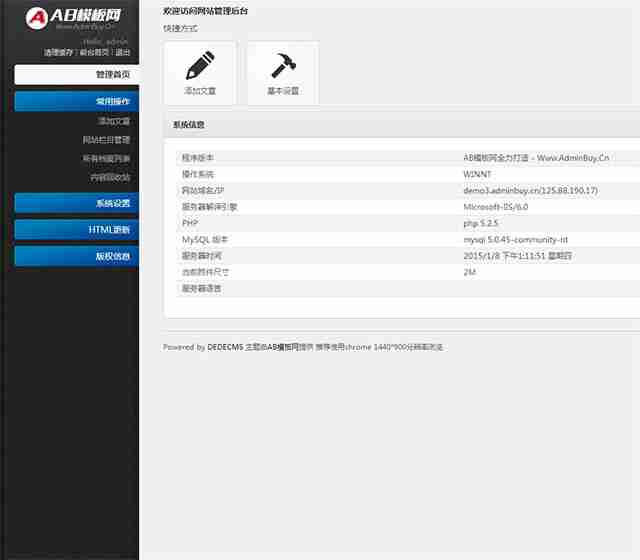 AB模板网
www.AdminBuy.Cn
Hello, admin
清理缓存 | 前台首页 | 退出
管理首页
常用操作
添加文章
网站栏目管理
所有档案列表
内容回收站
系统设置
HTML更新
版权信息
欢迎访问网站管理后台
快捷方式
添加文章
基本设置
系统信息
程序版本 AB模板网全力打造 - Www.AdminBuy.Cn
操作系统 WINNT
网站域名/IP demo3.adminbuy.cn(125.88.190.17)
服务器解译引擎 Microsoft-IIS/6.0
PHP php 5.2.5
MySQL 版本 mysql 5.0.45-community-nt
服务器时间 2015/1/8 下午1:11:51 星期四
当前附件尺寸 2M
服务器语言
Powered by DEDECMS 主题由AB模板网提供 推荐使用chrome 1440*900分辨率浏览